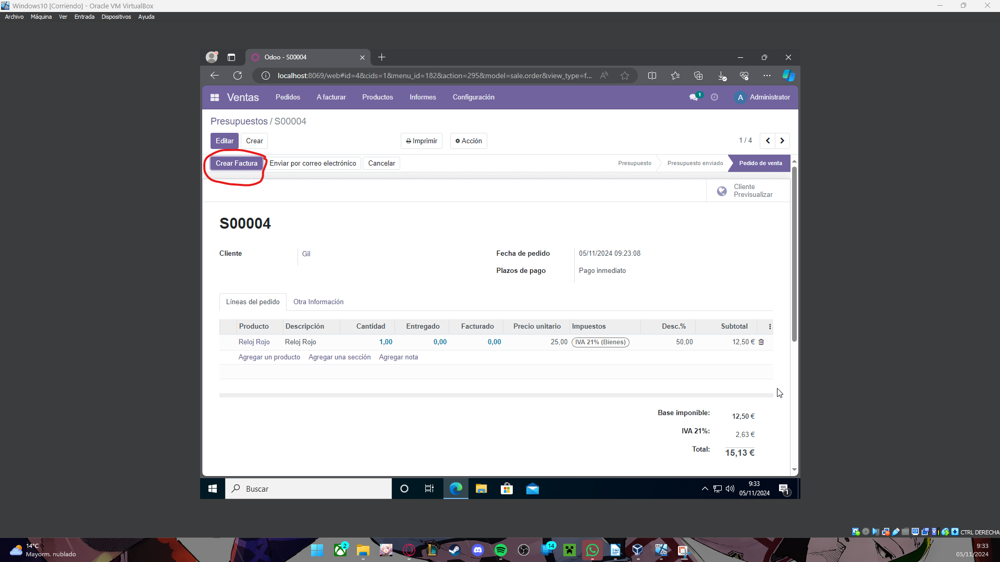 Windows10 [Corriendo] - Oracle VM VirtualBox
Archivo Máquina Ver Entrada Dispositivos Ayuda
Odoo - S00004
localhost:8069/web#id=4&cids=1&menu_id=182&action=295&model=sale.order&view_type=f...
Ventas Pedidos A facturar Productos Informes Configuración 1 A Administrator
Presupuestos / S00004
Editar Crear Imprimir Acción 1 / 4
Crear Factura Enviar por correo electrónico Cancelar Presupuesto Presupuesto enviado Pedido de venta
Cliente
Previsualizar
S00004
Cliente Gil Fecha de pedido 05/11/2024 09:23:08
Plazos de pago Pago inmediato
Líneas del pedido Otra Información
Producto Descripción Cantidad Entregado Facturado Precio unitario Impuestos Desc.% Subtotal
Reloj Rojo Reloj Rojo 1,00 0,00 0,00 25,00 IVA 21% (Bienes) 50,00 12,50 €
Agregar un producto Agregar una sección Agregar nota
Base imponible: 12,50 €
IVA 21%: 2,63 €
Total: 15,13 €
Buscar
9:33
05/11/2024
1
CTRL DERECHA
14°C
Mayorm. nublado
2
14
9:33
05/11/2024